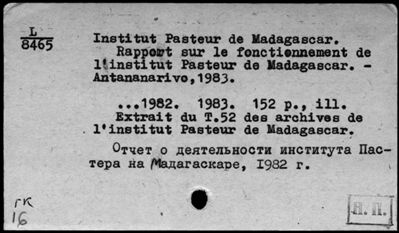 L
8465
Institut Pasteur de Madagascar.
Rapport sur le fonctionnement de
l'institut Pasteur de Madagascar. -
Antananarivo, 1983.
...1982. 1983. 152 p., ill.
Extrait du T.52 des archives de
l'institut Pasteur de Madagascar.
Отчет о деятельности института Пас-
тера на Мадагаскаре, 1982 г.
гк
16
Н. П.